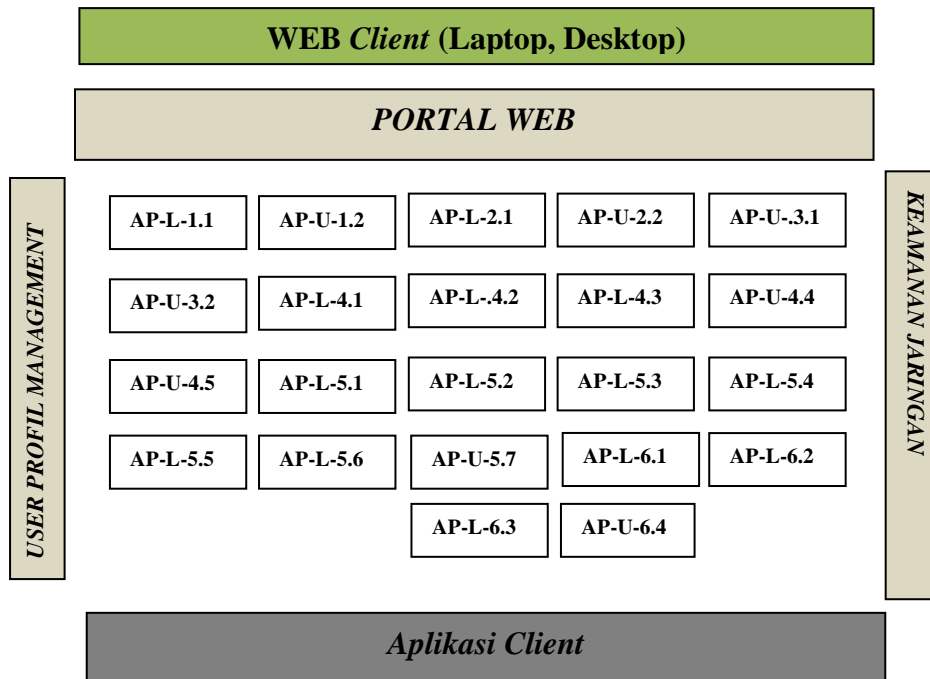 WEB Client (Laptop, Desktop)
PORTAL WEB
USER PROFIL MANAGEMENT
AP-L-1.1
AP-U-1.2
AP-L-2.1
AP-U-2.2
AP-U-.3.1
AP-U-3.2
AP-L-4.1
AP-L-.4.2
AP-L-4.3
AP-U-4.4
AP-U-4.5
AP-L-5.1
AP-L-5.2
AP-L-5.3
AP-L-5.4
AP-L-5.5
AP-L-5.6
AP-U-5.7
AP-L-6.1
AP-L-6.2
AP-L-6.3
AP-U-6.4
KEAMANAN JARINGAN
Aplikasi Client